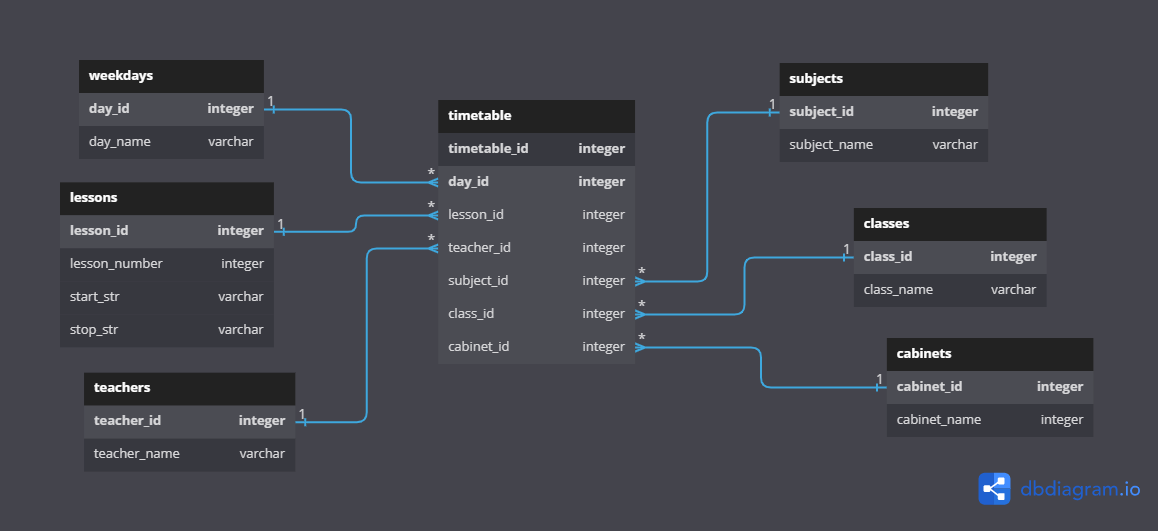 weekdays
day_id integer
day_name varchar
lessons
lesson_id integer
lesson_number integer
start_str varchar
stop_str varchar
teachers
teacher_id integer
teacher_name varchar
timetable
timetable_id integer
day_id integer
lesson_id integer
teacher_id integer
subject_id integer
class_id integer
cabinet_id integer
subjects
subject_id integer
subject_name varchar
classes
class_id integer
class_name varchar
cabinets
cabinet_id integer
cabinet_name integer
1
*
1
*
1
*
1
*
1
*
1
*
dbdiagram.io